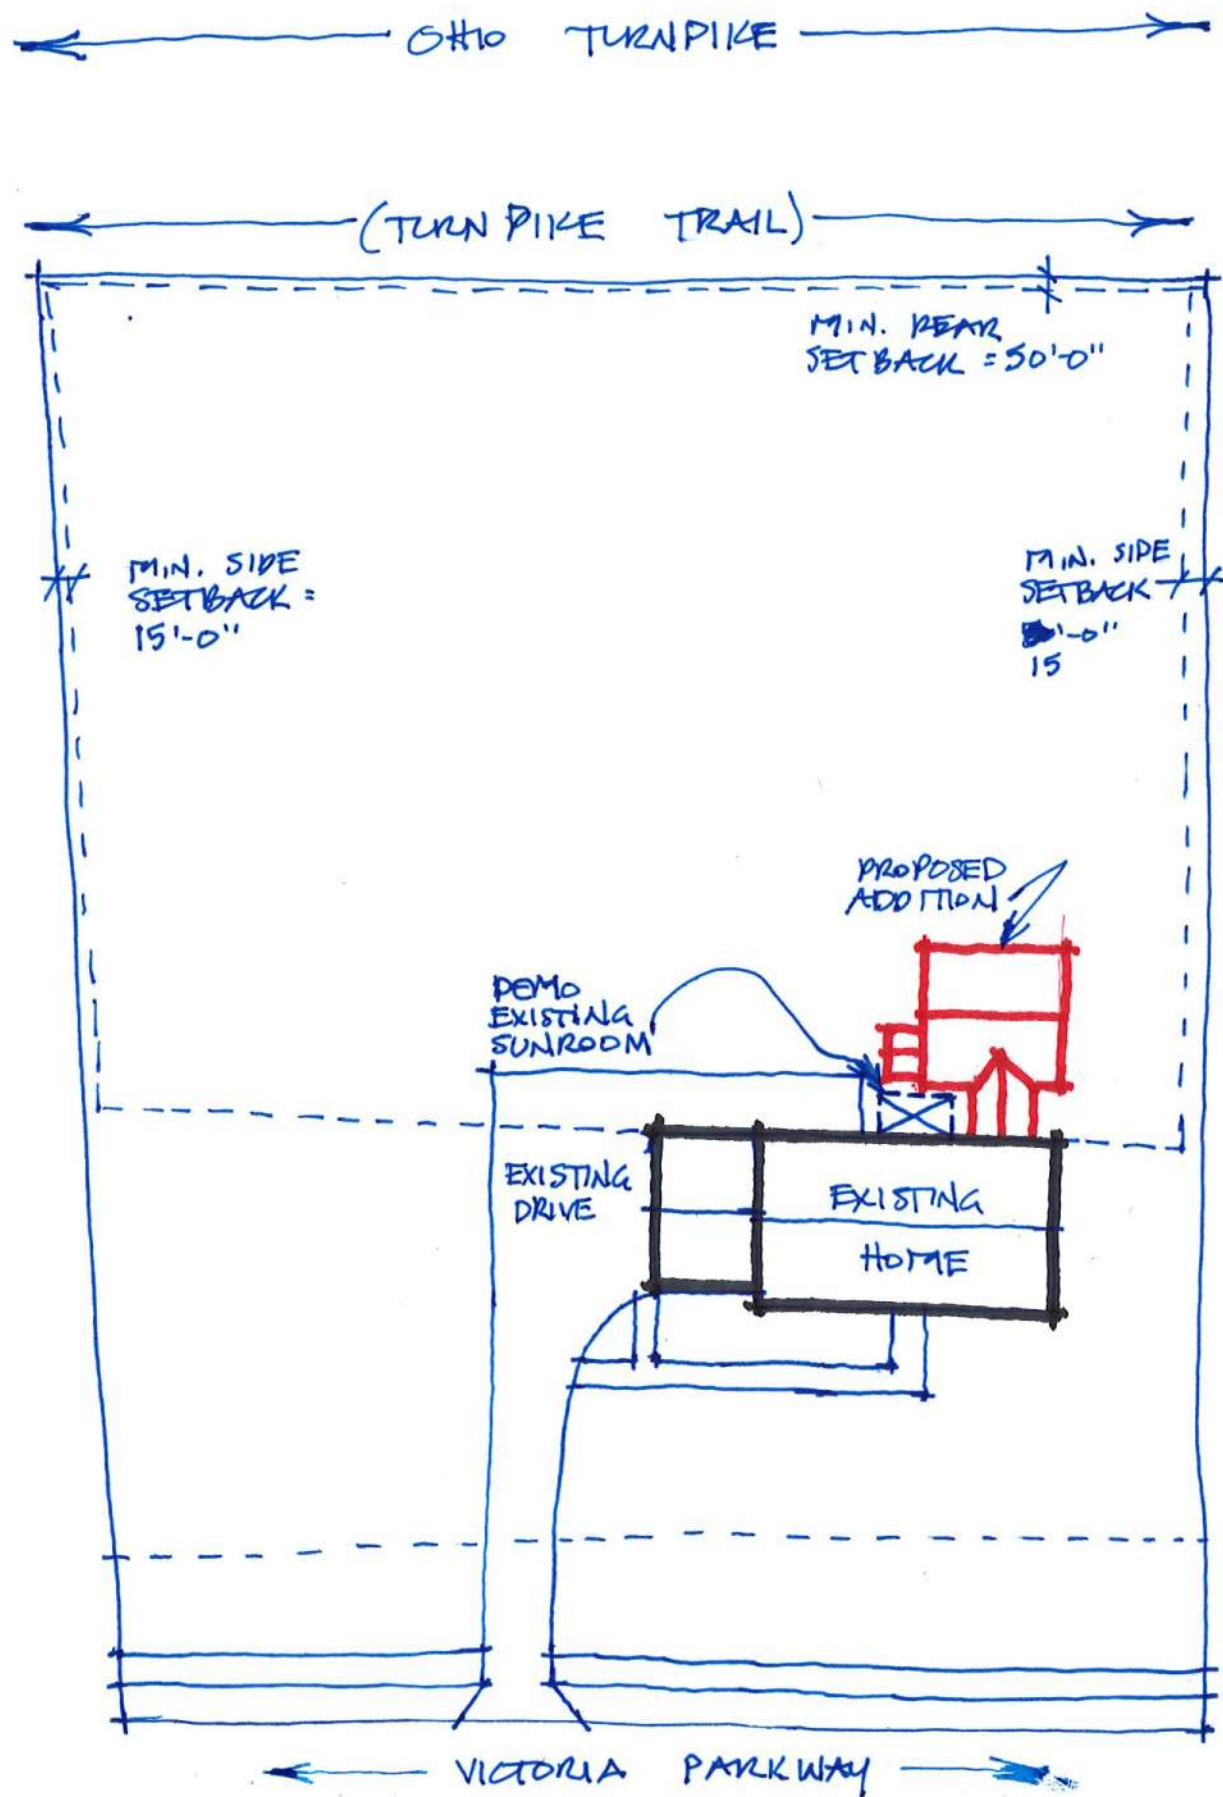 OHIO TURNPIKE
(TURNPIKE TRAIL)
MIN. REAR
SETBACK = 50'-0"
MIN. SIDE
SETBACK =
15'-0"
MIN. SIDE
SETBACK
'-0"
15
PROPOSED
ADDITION
DEMO
EXISTING
SUNROOM
EXISTING
DRIVE
EXISTING
HOME
VICTORIA PARKWAY